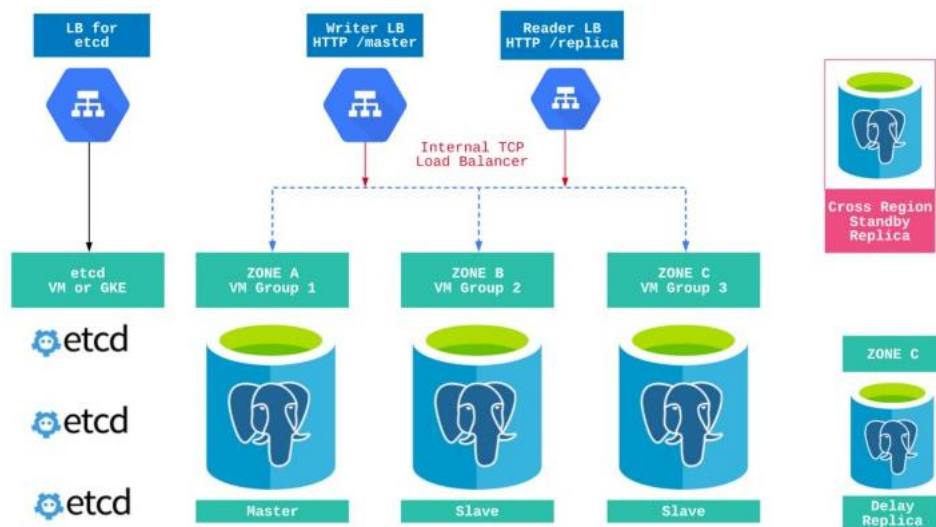 LB for
etcd
Writer LB
HTTP /master
Reader LB
HTTP /replica
Internal TCP
Load Balancer
Cross Region
Standby
Replica
etcd
VM or GKE
ZONE A
VM Group 1
ZONE B
VM Group 2
ZONE C
VM Group 3
etcd
etcd
etcd
Master
Slave
Slave
ZONE C
Delay
Replica